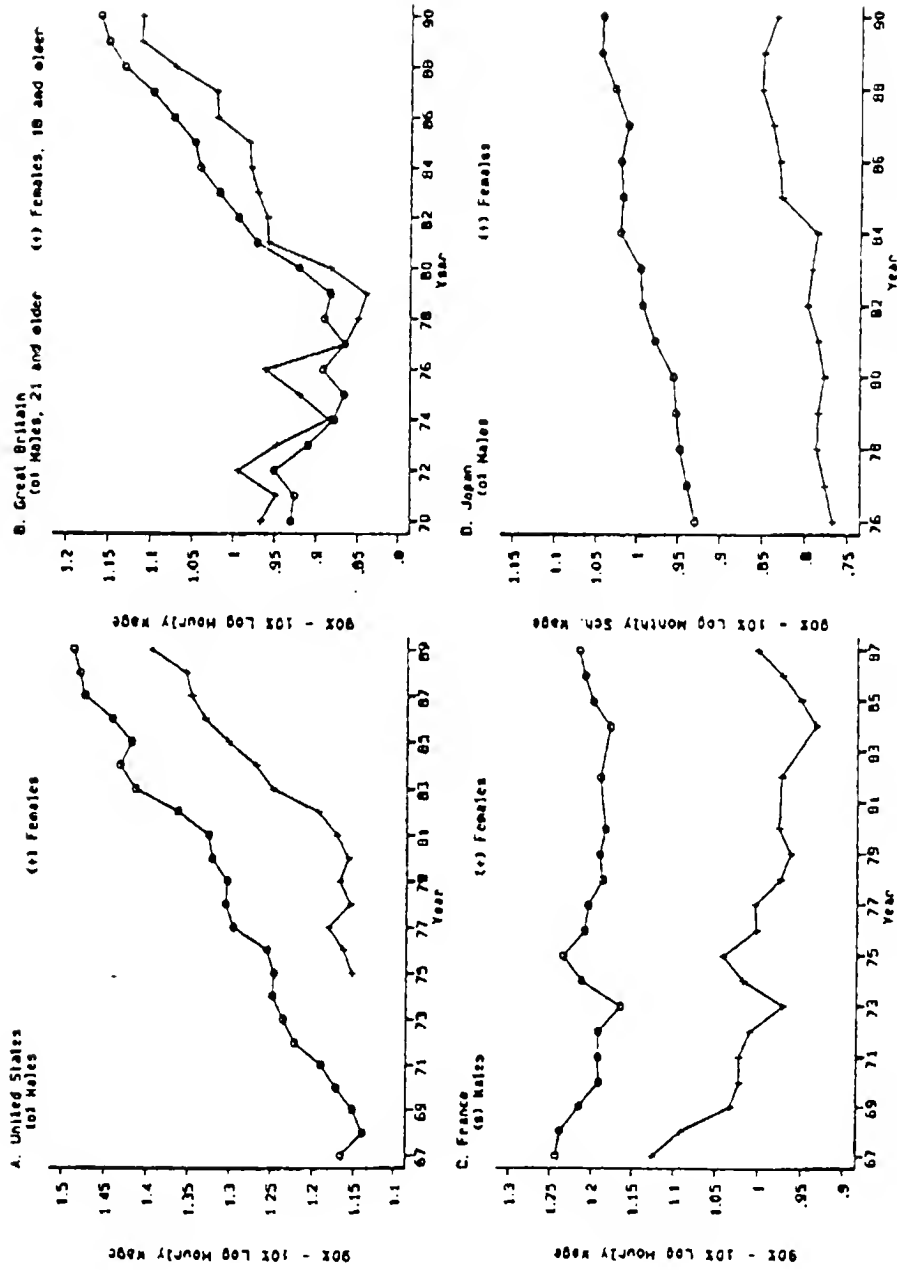 A. United States
(o) Males (+) Females
90% - 10% Log Hourly Wage
1.5
1.45
1.4
1.35
1.3
1.25
1.2
1.15
1.1
67 69 71 73 75 77 79 81 83 85 87 89
Year
B. Great Britain
(o) Males, 21 and older (+) Females, 18 and older
90% - 10% Log Hourly Wage
1.2
1.15
1.1
1.05
1
.95
.9
.85
.8
70 72 74 76 78 80 82 84 86 88 90
Year
C. France
(o) Males (+) Females
90% - 10% Log Hourly Wage
1.3
1.25
1.2
1.15
1.1
1.05
1
.95
.9
67 69 71 73 75 77 79 81 83 85 87
Year
D. Japan
(o) Males (+) Females
90% - 10% Log Monthly Sch. Wage
1.15
1.1
1.05
1
.95
.9
.85
.8
.75
76 78 80 82 84 86 88 90
Year